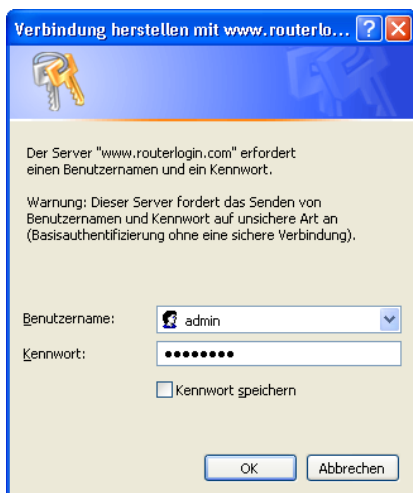 Verbindung herstellen mit www.routerlo...
Der Server "www.routerlogin.com" erfordert
einen Benutzernamen und ein Kennwort.
Warnung: Dieser Server fordert das Senden von
Benutzernamen und Kennwort auf unsichere Art an
(Basisauthentifizierung ohne eine sichere Verbindung).
Benutzername: admin
Kennwort: ●●●●●●●●
Kennwort speichern
OK Abbrechen